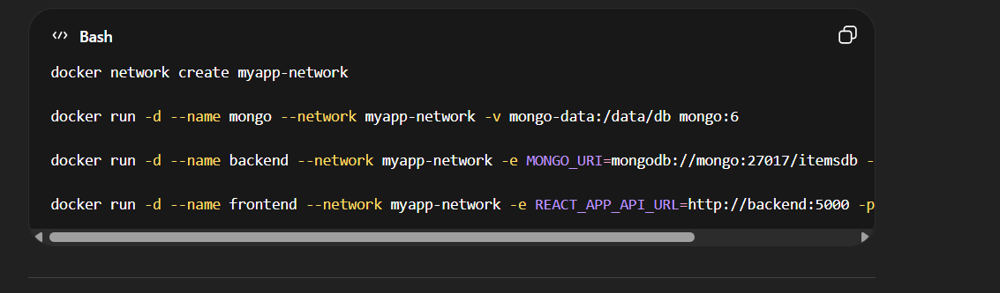 </> Bash
docker network create myapp-network
docker run -d --name mongo --network myapp-network -v mongo-data:/data/db mongo:6
docker run -d --name backend --network myapp-network -e MONGO_URI=mongodb://mongo:27017/itemsdb -
docker run -d --name frontend --network myapp-network -e REACT_APP_API_URL=http://backend:5000 -p